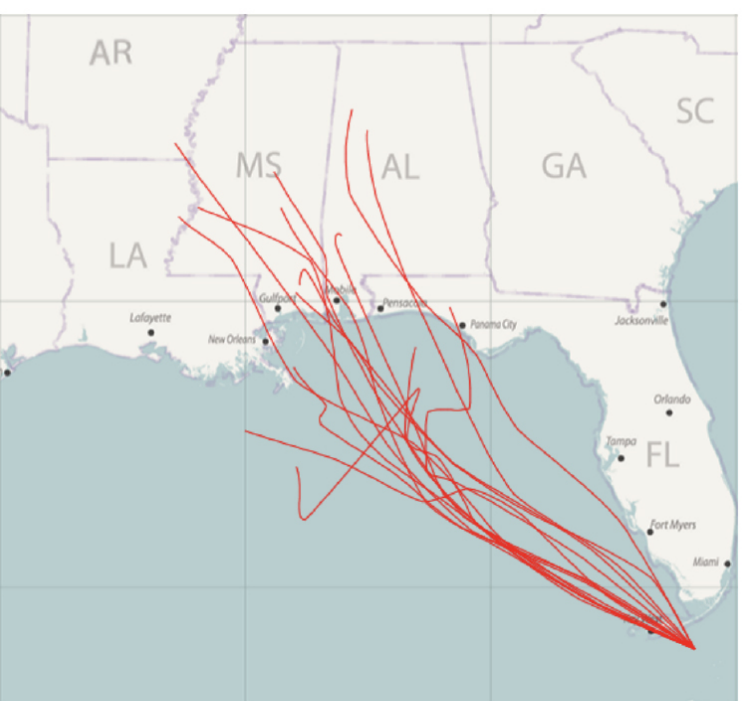 AR
SC
MS
AL
GA
LA
Gulfport
Mobile
Pensacola
Jacksonville
Lafayette
New Orleans
Panama City
Orlando
Tampa
FL
Fort Myers
Miami